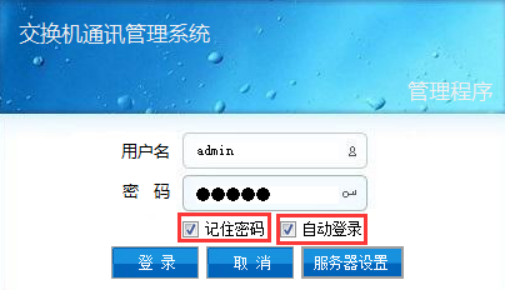 交换机通讯管理系统
管理程序
用户名 admin
密 码 ●●●●●
记住密码 自动登录
登 录 取 消 服务器设置